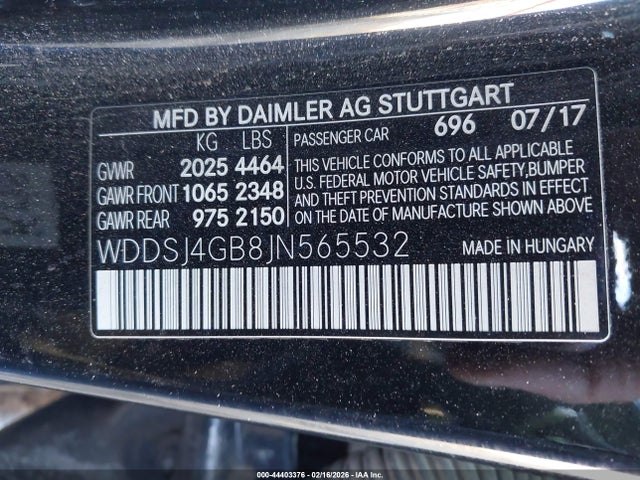 MFD BY DAIMLER AG STUTTGART
KG LBS
GVWR 2025 4464
GAWR FRONT 1065 2348
GAWR REAR 975 2150
PASSENGER CAR 696 07/17
THIS VEHICLE CONFORMS TO ALL APPLICABLE
U.S. FEDERAL MOTOR VEHICLE SAFETY,BUMPER
AND THEFT PREVENTION STANDARDS IN EFFECT
ON THE DATE OF MANUFACTURE SHOWN ABOVE
WDDSJ4GB8JN565532 MADE IN HUNGARY
000-44403376 - 02/16/2026 - IAA Inc.